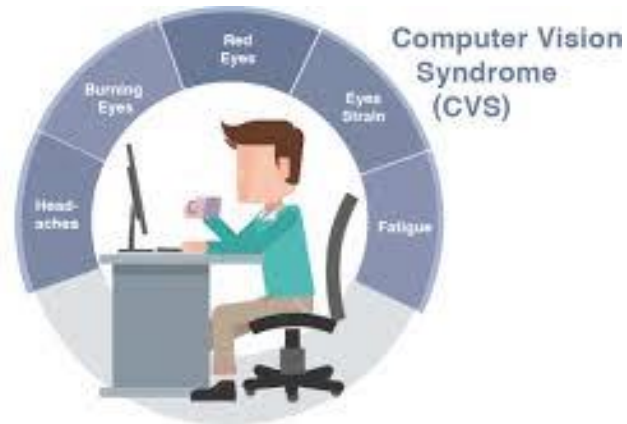 Computer Vision
Syndrome
(CVS)
Head-
aches
Burning
Eyes
Red
Eyes
Eyes
Strain
Fatigue